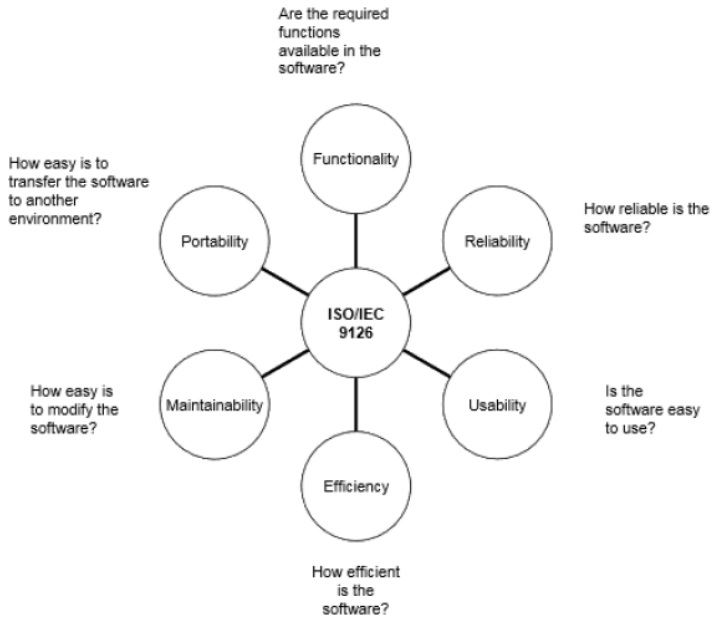 Are the required
functions
available in the
software?
Functionality
How easy is to
transfer the software
to another
environment?
Portability
Reliability
How reliable is the
software?
ISO/IEC
9126
How easy is
to modify the
software?
Maintainability
Usability
Is the
software easy
to use?
Efficiency
How efficient
is the
software?